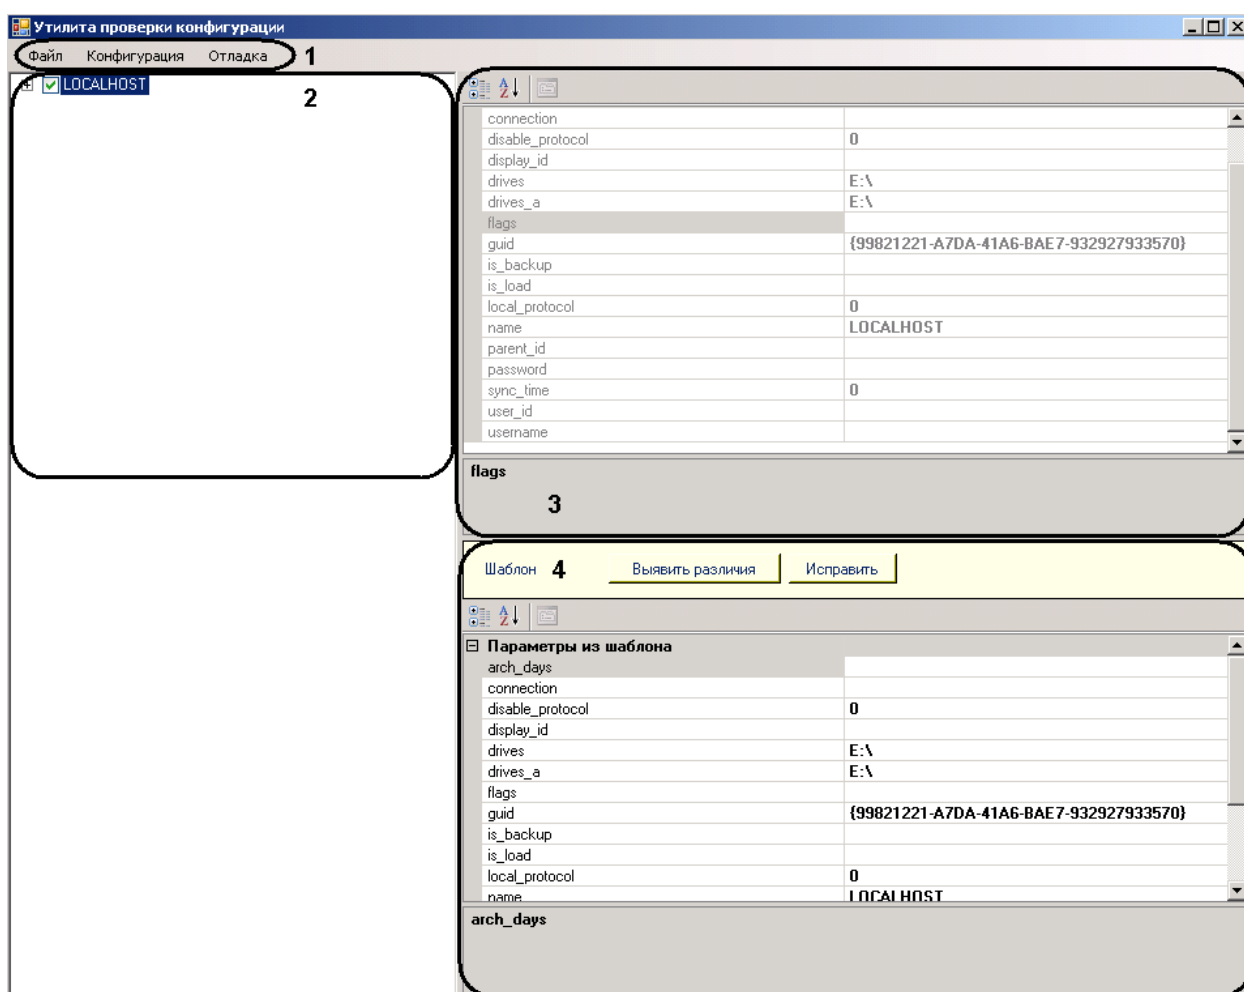 Утилита проверки конфигурации
Файл Конфигурация Отладка 1
LOCALHOST
2
connection
disable_protocol 0
display_id
drives E:\
drives_a E:\
flags
guid {99821221-A7DA-41A6-BAE7-932927933570}
is_backup
is_load
local_protocol 0
name LOCALHOST
parent_id
password
sync_time 0
user_id
username
flags
3
Шаблон 4 Выявить различия Исправить
Параметры из шаблона
arch_days
connection
disable_protocol 0
display_id
drives E:\
drives_a E:\
flags
guid {99821221-A7DA-41A6-BAE7-932927933570}
is_backup
is_load
local_protocol 0
name LOCALHOST
arch_days